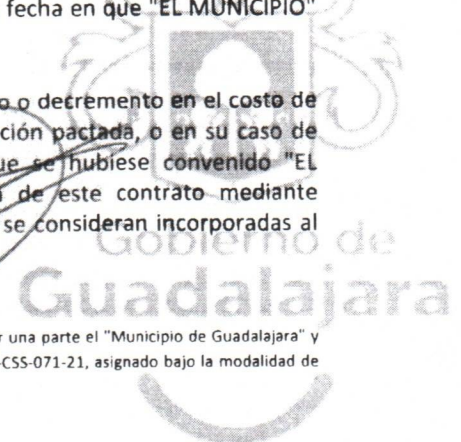 fecha en que "EL MUNICIPIO"
o o decremento en el costo de
ción pactada, o en su caso de
ue se hubiese convenido "EL
de este contrato mediante
se consideran incorporadas al
Gobierno de
Guadalajara
r una parte el "Municipio de Guadalajara" y
-CSS-071-21, asignado bajo la modalidad de